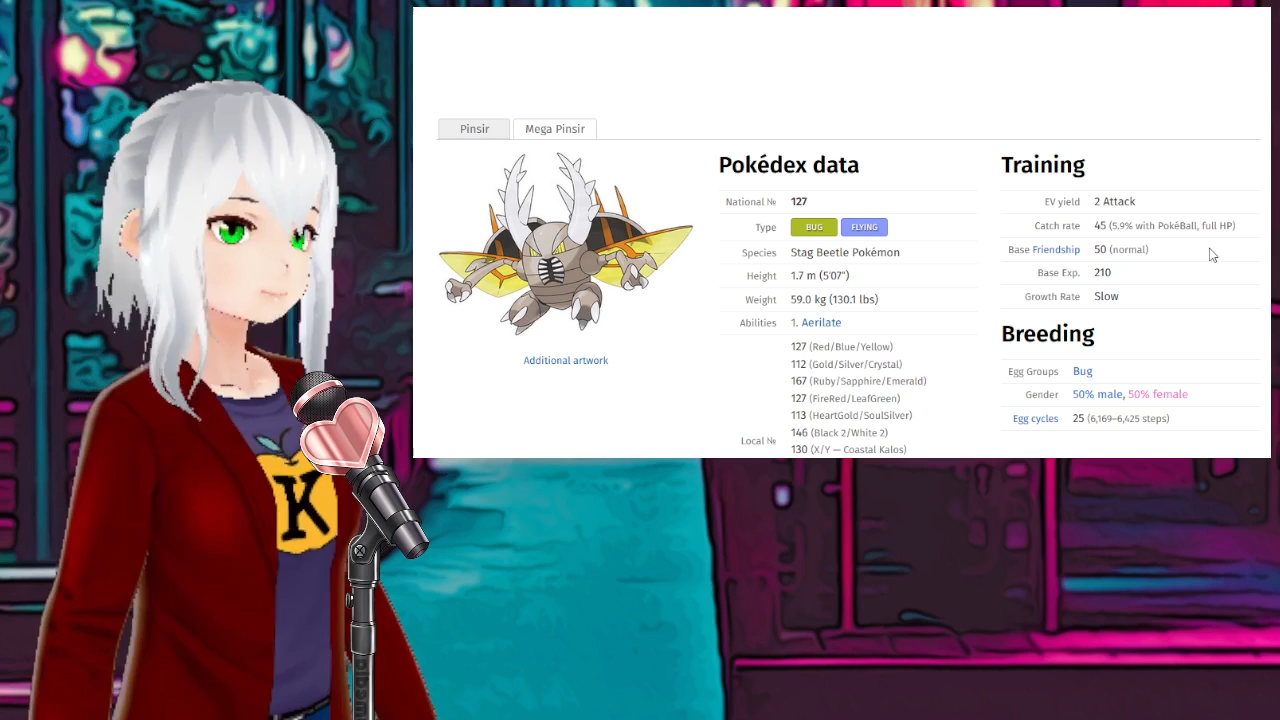 Pinsir
Mega Pinsir
Additional artwork
Pokédex data
National № 127
Type BUG FLYING
Species Stag Beetle Pokémon
Height 1.7 m (5′07″)
Weight 59.0 kg (130.1 lbs)
Abilities 1. Aerilate
Local №
127 (Red/Blue/Yellow)
112 (Gold/Silver/Crystal)
167 (Ruby/Sapphire/Emerald)
127 (FireRed/LeafGreen)
113 (HeartGold/SoulSilver)
146 (Black 2/White 2)
130 (X/Y — Coastal Kalos)
Training
EV yield 2 Attack
Catch rate 45 (5.9% with PokéBall, full HP)
Base Friendship 50 (normal)
Base Exp. 210
Growth Rate Slow
Breeding
Egg Groups Bug
Gender 50% male, 50% female
Egg cycles 25 (6,169–6,425 steps)
K